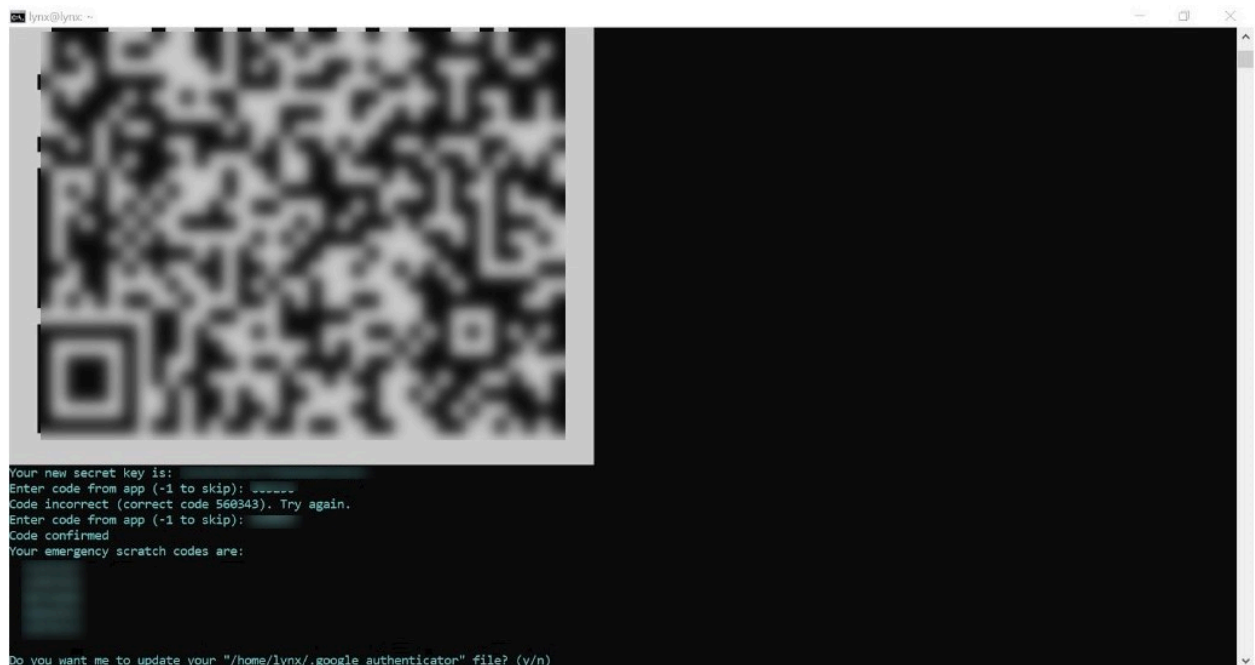 lynx@lynx: ~
Your new secret key is:
Enter code from app (-1 to skip):
Code incorrect (correct code 560343). Try again.
Enter code from app (-1 to skip):
Code confirmed
Your emergency scratch codes are:
Do you want me to update your "/home/lynx/.google_authenticator" file? (y/n)